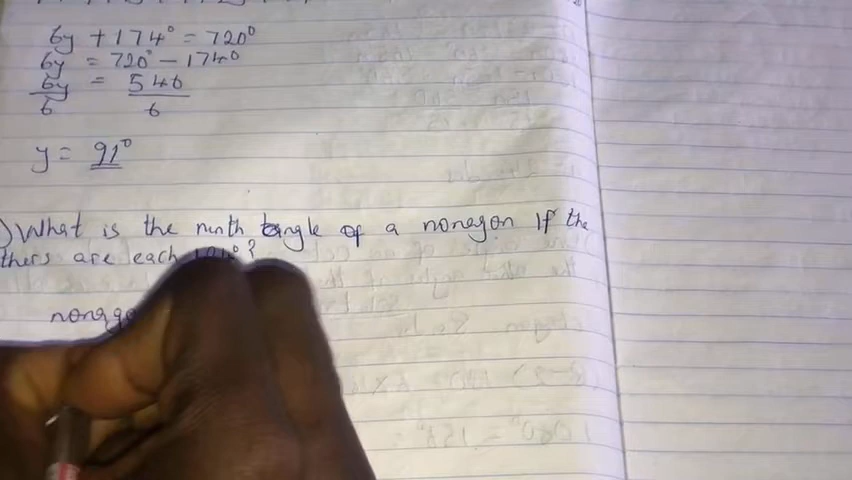 6y + 174° = 720°
6y = 720° - 174°
6y = 546
6 6
y = 91°
) What is the ninth angle of a nonagon if the
thers are each
nonago